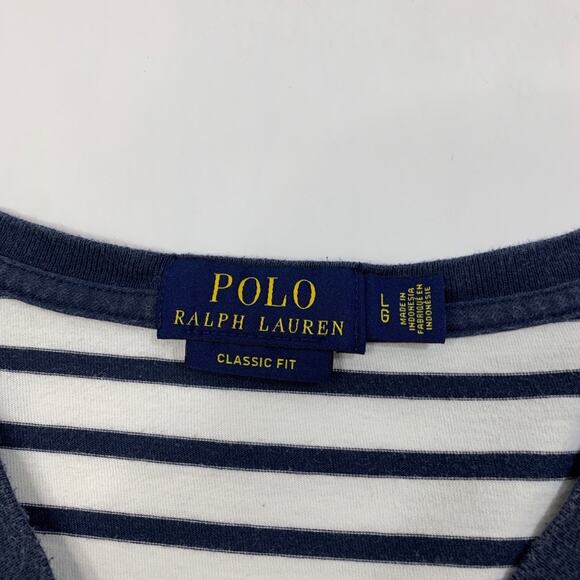 POLO
RALPH LAUREN
CLASSIC FIT
L
G
MADE IN
INDONESIA
FABRIQUÉ EN
INDONÉSIE